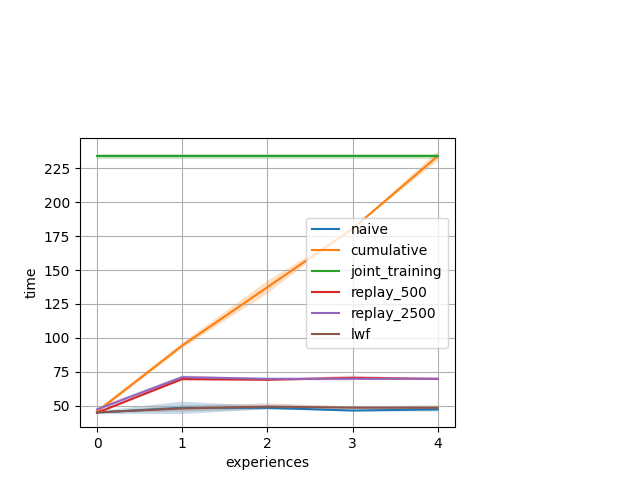 225
200
175
150
125
100
75
50
time
0 1 2 3 4
experiences
naive
cumulative
joint_training
replay_500
replay_2500
lwf